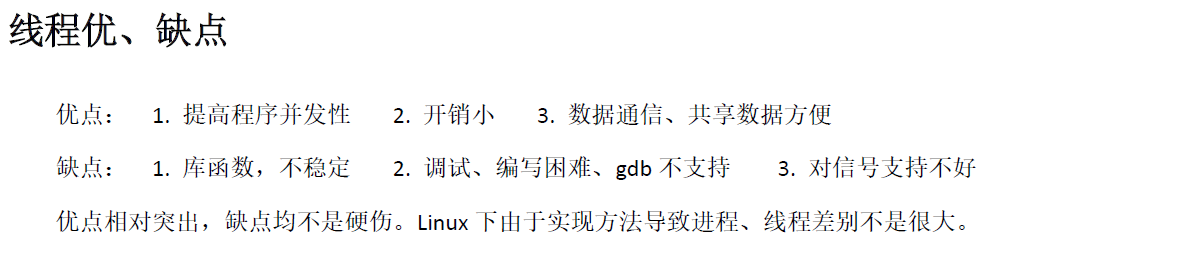 线程优、缺点
优点： 1. 提高程序并发性 2. 开销小 3. 数据通信、共享数据方便
缺点： 1. 库函数，不稳定 2. 调试、编写困难、gdb 不支持 3. 对信号支持不好
优点相对突出，缺点均不是硬伤。Linux 下由于实现方法导致进程、线程差别不是很大。